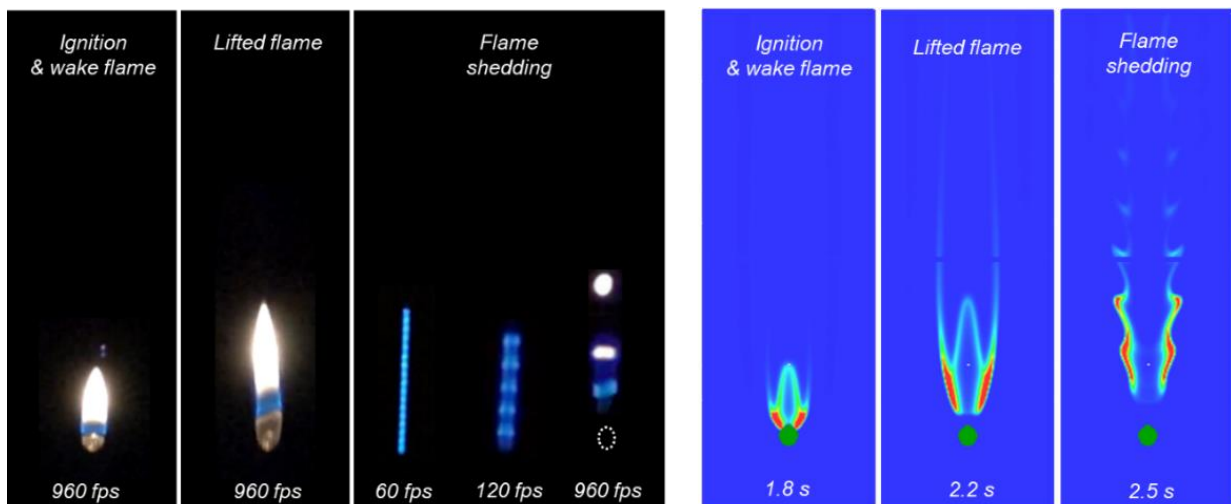 Ignition
& wake flame
Lifted flame
Flame
shedding
960 fps
960 fps
60 fps
120 fps
960 fps
Ignition
& wake flame
Lifted flame
Flame
shedding
1.8 s
2.2 s
2.5 s